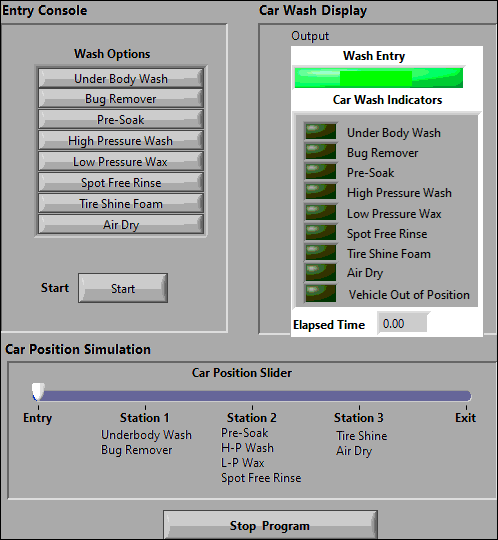 Entry Console
Wash Options
Under Body Wash
Bug Remover
Pre-Soak
High Pressure Wash
Low Pressure Wax
Spot Free Rinse
Tire Shine Foam
Air Dry
Start Start
Car Wash Display
Output
Wash Entry
Car Wash Indicators
Under Body Wash
Bug Remover
Pre-Soak
High Pressure Wash
Low Pressure Wax
Spot Free Rinse
Tire Shine Foam
Air Dry
Vehicle Out of Position
Elapsed Time 0.00
Car Position Simulation
Car Position Slider
Entry Station 1 Station 2 Station 3 Exit
Underbody Wash
Bug Remover
Pre-Soak
H-P Wash
L-P Wax
Spot Free Rinse
Tire Shine
Air Dry
Stop Program